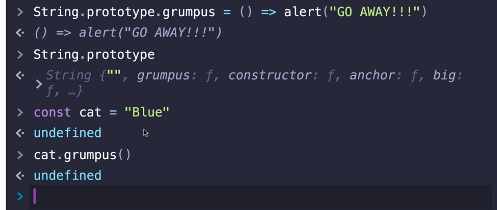 > String.prototype.grumpus = () => alert("GO AWAY!!!")
<· () => alert("GO AWAY!!!")
> String.prototype
<· String {"", grumpus: ƒ, constructor: ƒ, anchor: ƒ, big:
> ƒ, …}
> const cat = "Blue"
<· undefined
> cat.grumpus()
<· undefined
>